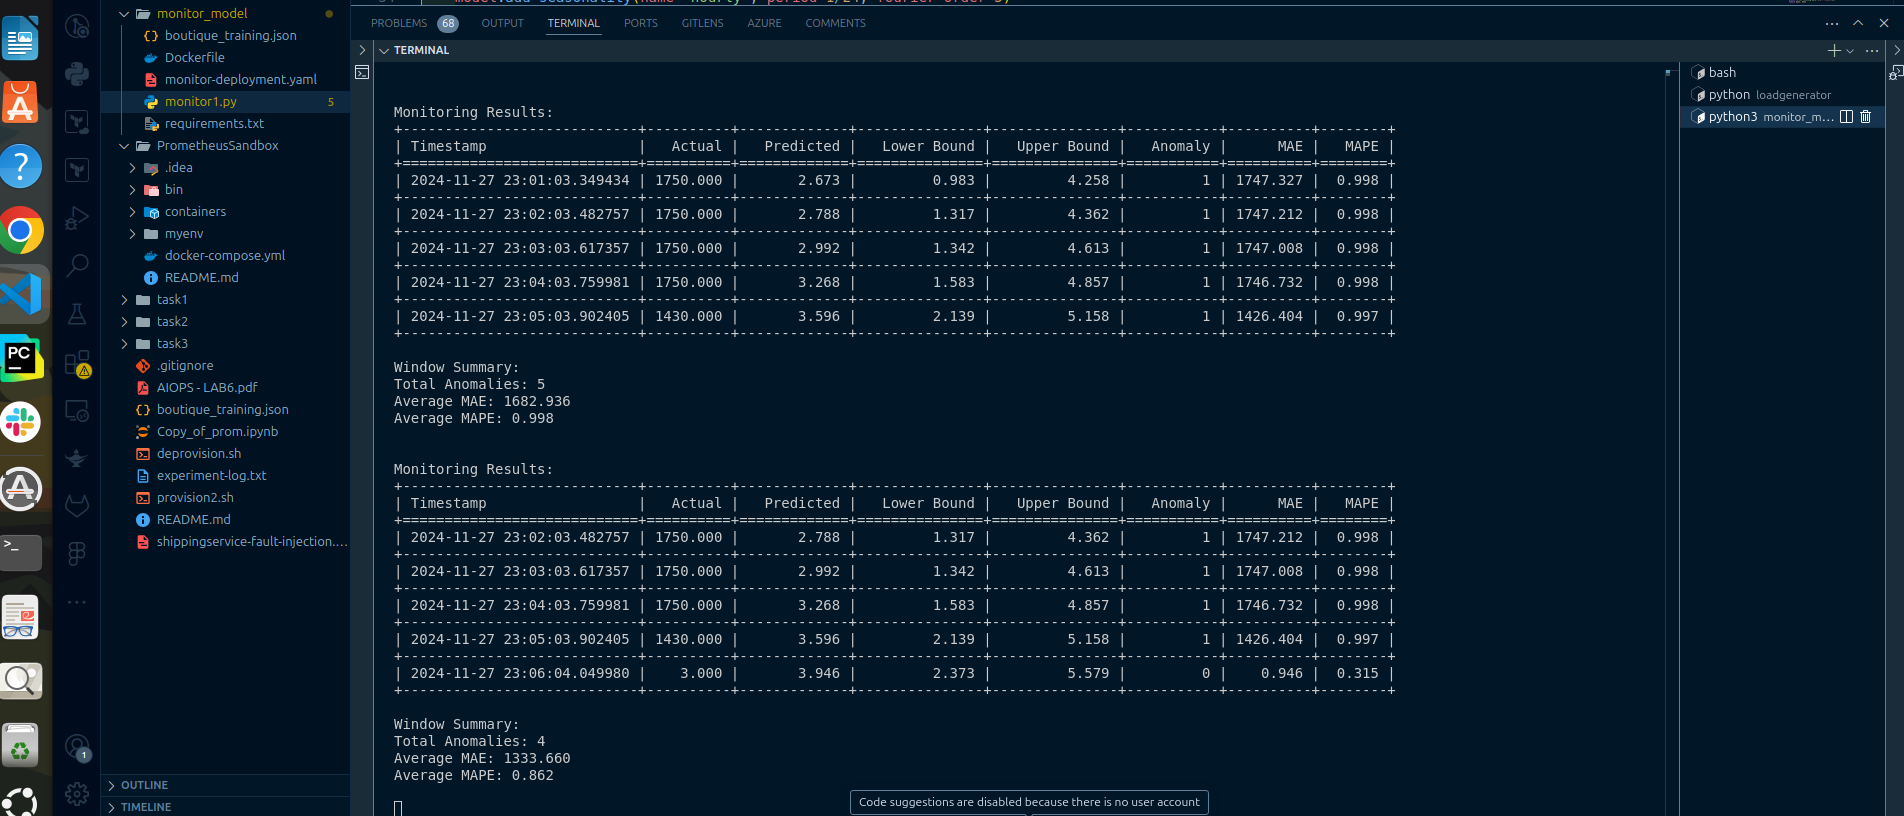 monitor_model
boutique_training.json
Dockerfile
monitor-deployment.yaml
monitor1.py 5
requirements.txt
PrometheusSandbox
.idea
bin
containers
myenv
docker-compose.yml
README.md
task1
task2
task3
.gitignore
AIOPS - LAB6.pdf
boutique_training.json
Copy_of_prom.ipynb
deprovision.sh
experiment-log.txt
provision2.sh
README.md
shippingservice-fault-injection....
OUTLINE
TIMELINE
PROBLEMS 68 OUTPUT TERMINAL PORTS GITLENS AZURE COMMENTS
TERMINAL
Monitoring Results:
+----------------------------+----------+-------------+---------------+---------------+-----------+----------+--------+
| Timestamp | Actual | Predicted | Lower Bound | Upper Bound | Anomaly | MAE | MAPE |
+============================+==========+=============+===============+===============+===========+==========+========+
| 2024-11-27 23:01:03.349434 | 1750.000 | 2.673 | 0.983 | 4.258 | 1 | 1747.327 | 0.998 |
+----------------------------+----------+-------------+---------------+---------------+-----------+----------+--------+
| 2024-11-27 23:02:03.482757 | 1750.000 | 2.788 | 1.317 | 4.362 | 1 | 1747.212 | 0.998 |
+----------------------------+----------+-------------+---------------+---------------+-----------+----------+--------+
| 2024-11-27 23:03:03.617357 | 1750.000 | 2.992 | 1.342 | 4.613 | 1 | 1747.008 | 0.998 |
+----------------------------+----------+-------------+---------------+---------------+-----------+----------+--------+
| 2024-11-27 23:04:03.759981 | 1750.000 | 3.268 | 1.583 | 4.857 | 1 | 1746.732 | 0.998 |
+----------------------------+----------+-------------+---------------+---------------+-----------+----------+--------+
| 2024-11-27 23:05:03.902405 | 1430.000 | 3.596 | 2.139 | 5.158 | 1 | 1426.404 | 0.997 |
+----------------------------+----------+-------------+---------------+---------------+-----------+----------+--------+
Window Summary:
Total Anomalies: 5
Average MAE: 1682.936
Average MAPE: 0.998
Monitoring Results:
+----------------------------+----------+-------------+---------------+---------------+-----------+----------+--------+
| Timestamp | Actual | Predicted | Lower Bound | Upper Bound | Anomaly | MAE | MAPE |
+============================+==========+=============+===============+===============+===========+==========+========+
| 2024-11-27 23:02:03.482757 | 1750.000 | 2.788 | 1.317 | 4.362 | 1 | 1747.212 | 0.998 |
+----------------------------+----------+-------------+---------------+---------------+-----------+----------+--------+
| 2024-11-27 23:03:03.617357 | 1750.000 | 2.992 | 1.342 | 4.613 | 1 | 1747.008 | 0.998 |
+----------------------------+----------+-------------+---------------+---------------+-----------+----------+--------+
| 2024-11-27 23:04:03.759981 | 1750.000 | 3.268 | 1.583 | 4.857 | 1 | 1746.732 | 0.998 |
+----------------------------+----------+-------------+---------------+---------------+-----------+----------+--------+
| 2024-11-27 23:05:03.902405 | 1430.000 | 3.596 | 2.139 | 5.158 | 1 | 1426.404 | 0.997 |
+----------------------------+----------+-------------+---------------+---------------+-----------+----------+--------+
| 2024-11-27 23:06:04.049980 | 3.000 | 3.946 | 2.373 | 5.579 | 0 | 0.946 | 0.315 |
+----------------------------+----------+-------------+---------------+---------------+-----------+----------+--------+
Window Summary:
Total Anomalies: 4
Average MAE: 1333.660
Average MAPE: 0.862
Code suggestions are disabled because there is no user account
bash
python loadgenerator
python3 monitor_m...
PC
1